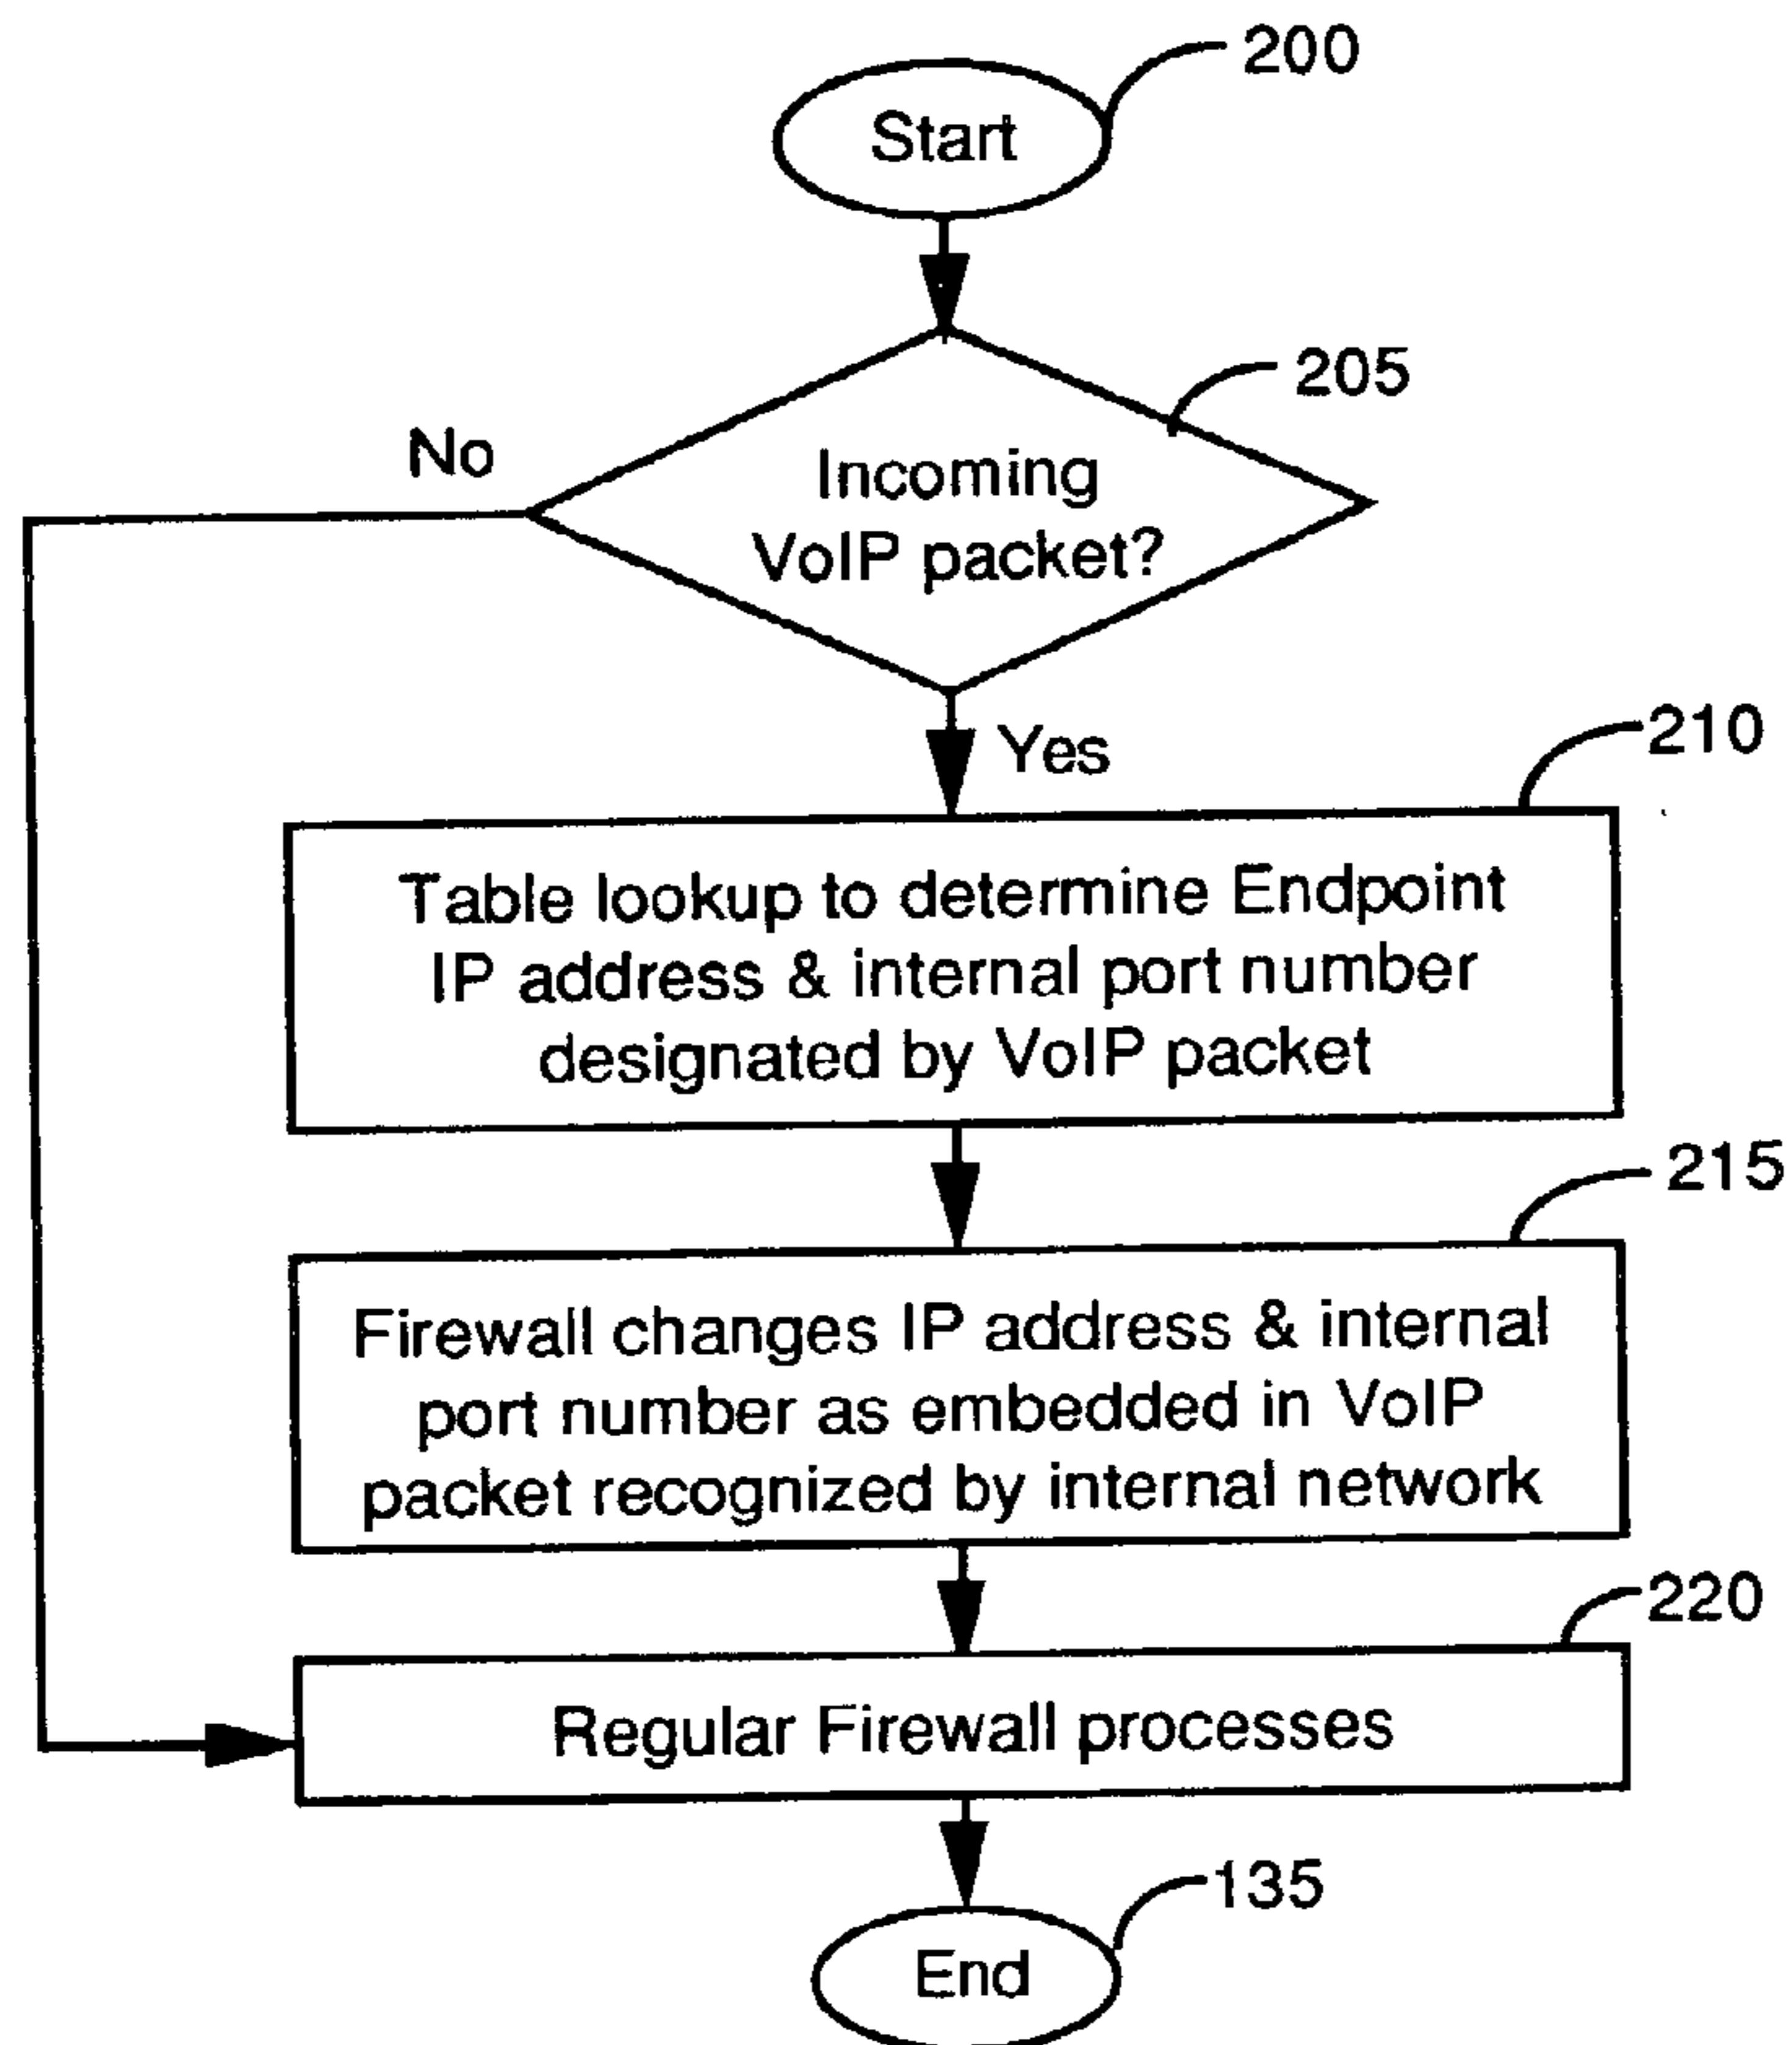 200
Start
205
No
Incoming
VoIP packet?
Yes
210
Table lookup to determine Endpoint
IP address & internal port number
designated by VoIP packet
215
Firewall changes IP address & internal
port number as embedded in VoIP
packet recognized by internal network
220
Regular Firewall processes
135
End